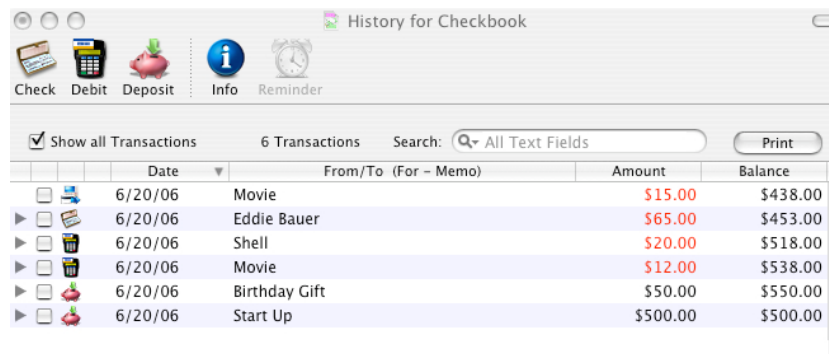 History for Checkbook
Check Debit Deposit Info Reminder
Show all Transactions 6 Transactions Search: All Text Fields Print
Date From/To (For - Memo) Amount Balance
6/20/06 Movie $15.00 $438.00
6/20/06 Eddie Bauer $65.00 $453.00
6/20/06 Shell $20.00 $518.00
6/20/06 Movie $12.00 $538.00
6/20/06 Birthday Gift $50.00 $550.00
6/20/06 Start Up $500.00 $500.00